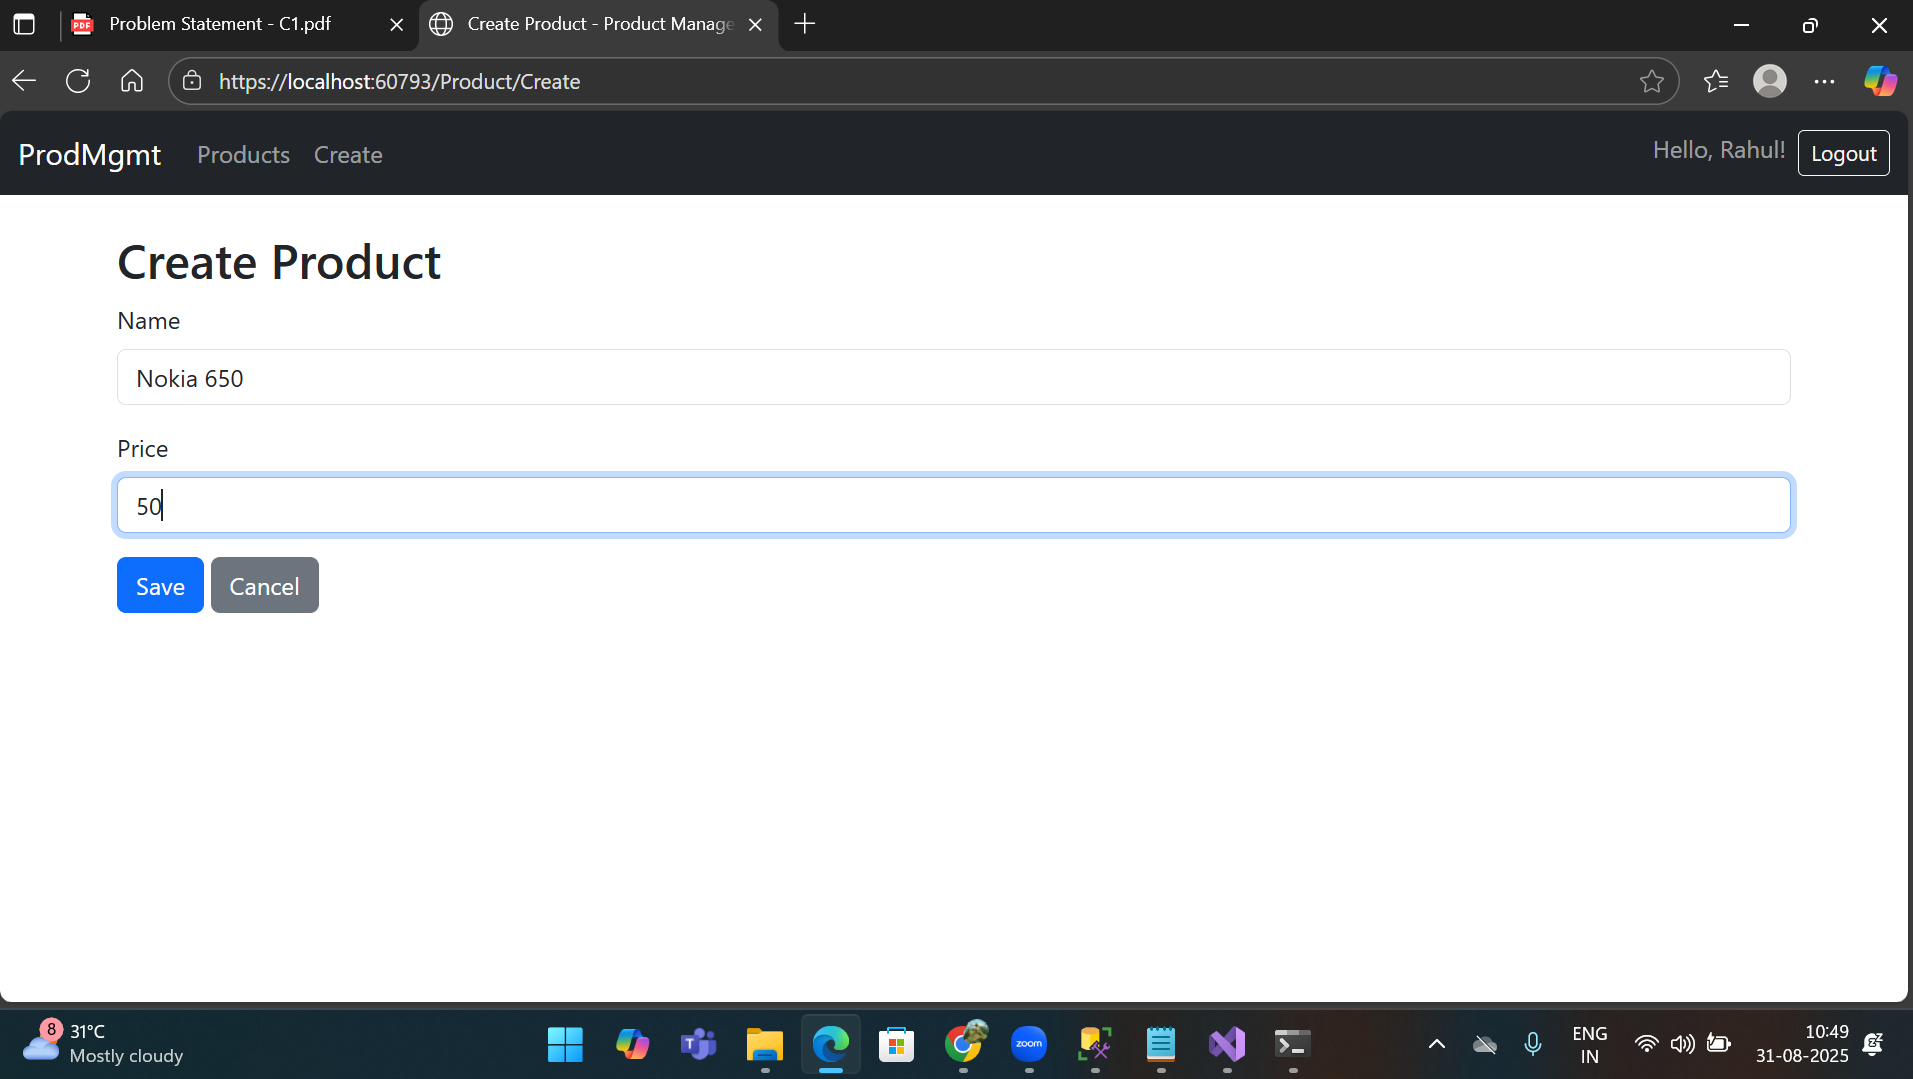 Problem Statement - C1.pdf
Create Product - Product Manage
https://localhost:60793/Product/Create
ProdMgmt Products Create Hello, Rahul! Logout
Create Product
Name
Nokia 650
Price
50
Save Cancel
8 31°C
Mostly cloudy
zoom
ENG
IN
10:49
31-08-2025